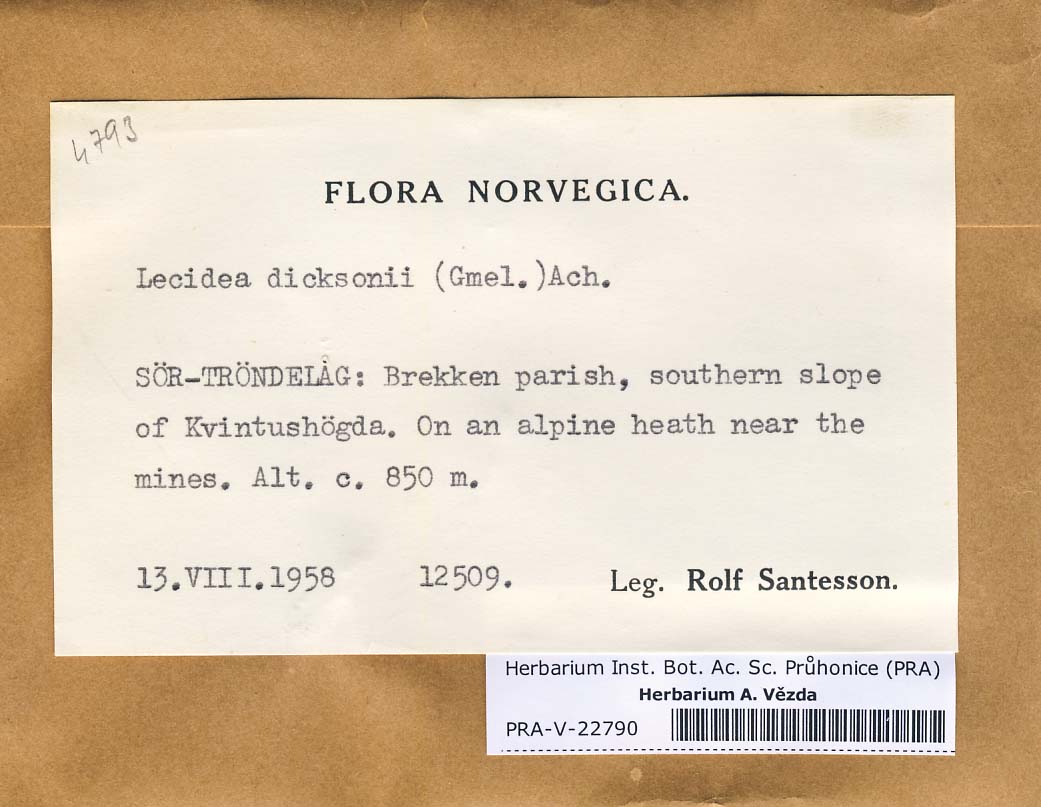 4793
FLORA NORVEGICA.
Lecidea dicksonii (Gmel.)Ach.
SÖR-TRÖNDELÅG: Brekken parish, southern slope
of Kvintushögda. On an alpine heath near the
mines. Alt. c. 850 m.
13.VIII.1958 12509. Leg. Rolf Santesson.
Herbarium Inst. Bot. Ac. Sc. Průhonice (PRA)
Herbarium A. Vězda
PRA-V-22790